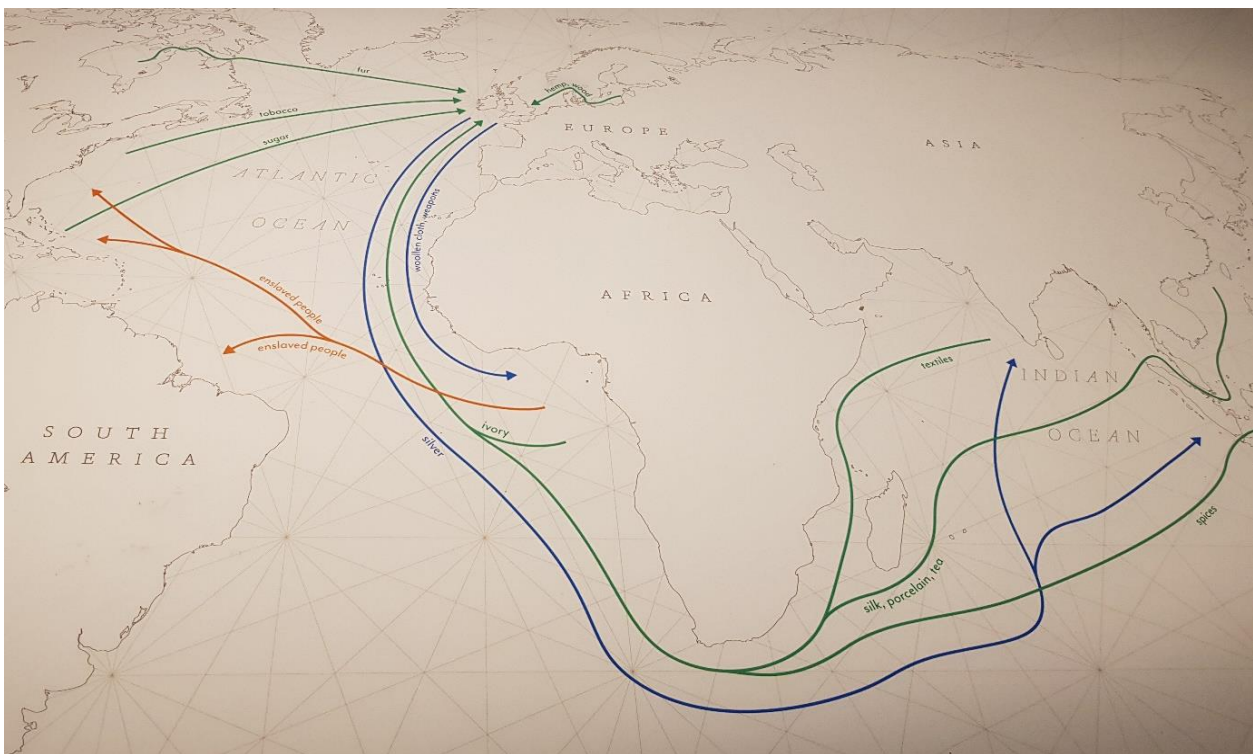 fur
hemp, wood
tobacco
sugar
EUROPE
ASIA
ATLANTIC
OCEAN
woollen cloth, weapons
enslaved people
AFRICA
enslaved people
textiles
INDIAN
OCEAN
ivory
silver
SOUTH
AMERICA
spices
silk, porcelain, tea